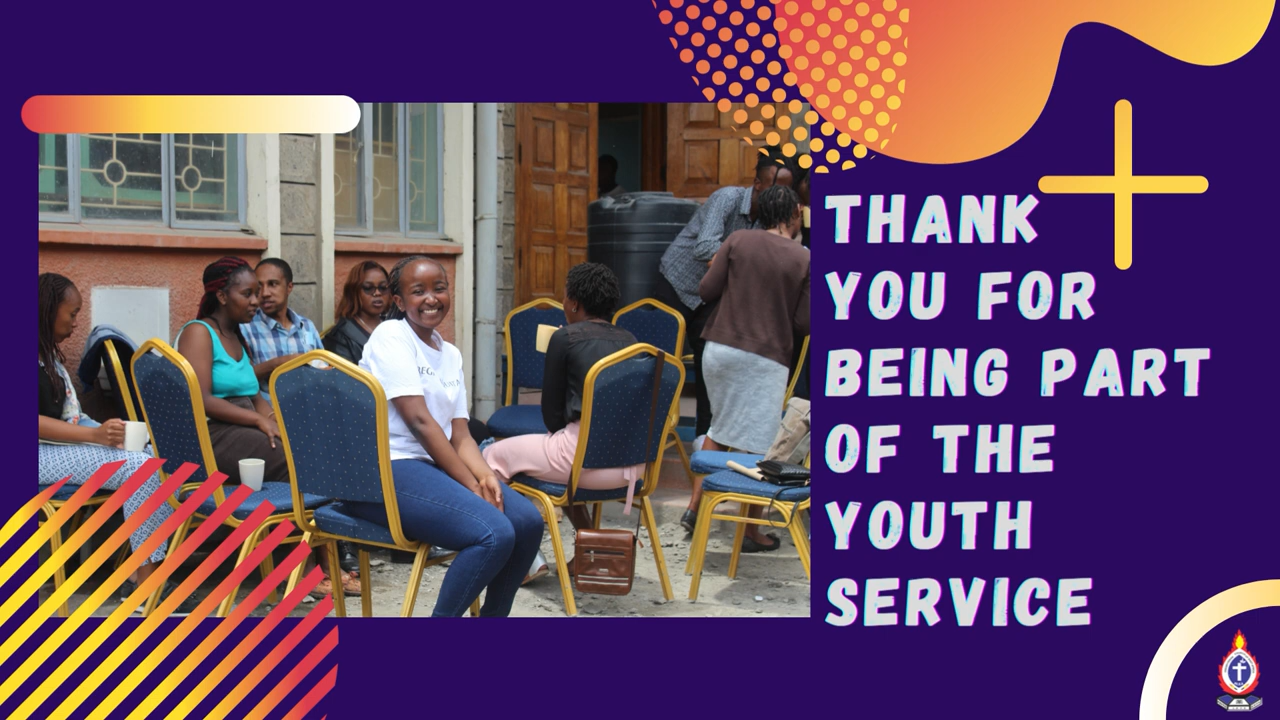 THANK
YOU FOR
BEING PART
OF THE
YOUTH
SERVICE